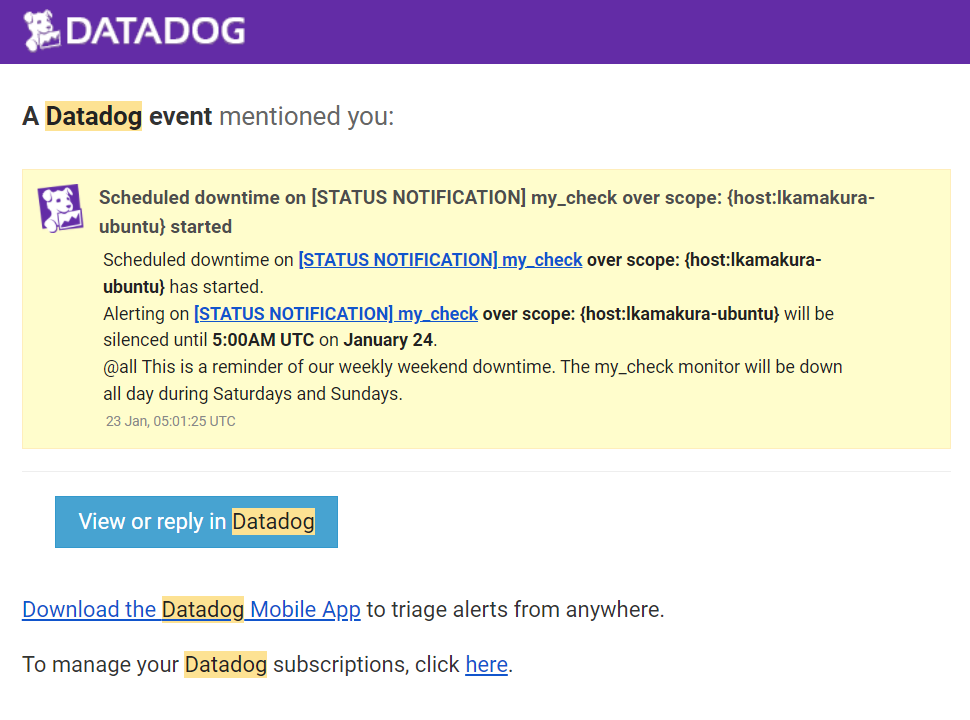 DATADOG
A Datadog event mentioned you:
Scheduled downtime on [STATUS NOTIFICATION] my_check over scope: {host:lkamakura-
ubuntu} started
Scheduled downtime on [STATUS NOTIFICATION] my_check over scope: {host:lkamakura-
ubuntu} has started.
Alerting on [STATUS NOTIFICATION] my_check over scope: {host:lkamakura-ubuntu} will be
silenced until 5:00AM UTC on January 24.
@all This is a reminder of our weekly weekend downtime. The my_check monitor will be down
all day during Saturdays and Sundays.
23 Jan, 05:01:25 UTC
View or reply in Datadog
Download the Datadog Mobile App to triage alerts from anywhere.
To manage your Datadog subscriptions, click here.